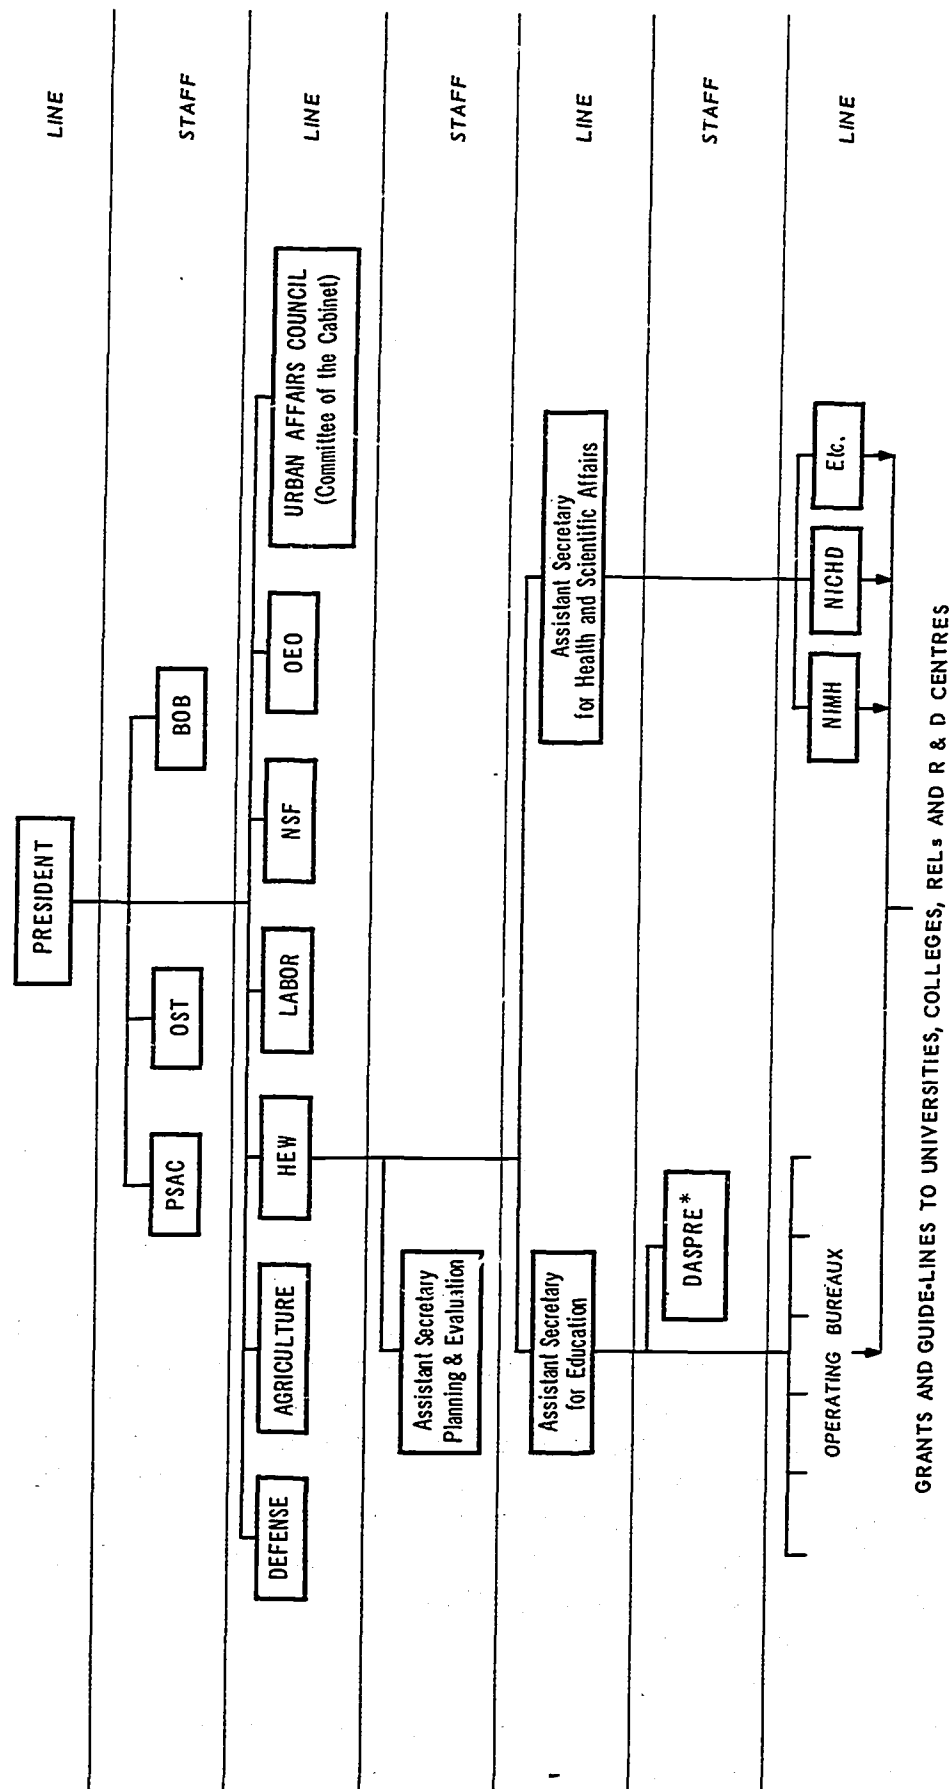 PRESIDENT
LINE
PSAC
OST
BOB
STAFF
DEFENSE
AGRICULTURE
HEW
LABOR
NSF
OEO
URBAN AFFAIRS COUNCIL
(Committee of the Cabinet)
LINE
Assistant Secretary
Planning & Evaluation
STAFF
Assistant Secretary
for Education
Assistant Secretary
for Health and Scientific Affairs
LINE
DASPRE*
STAFF
OPERATING BUREAUX
NIMH
NICHD
Etc.
LINE
GRANTS AND GUIDE-LINES TO UNIVERSITIES, COLLEGES, RELs AND R & D CENTRES